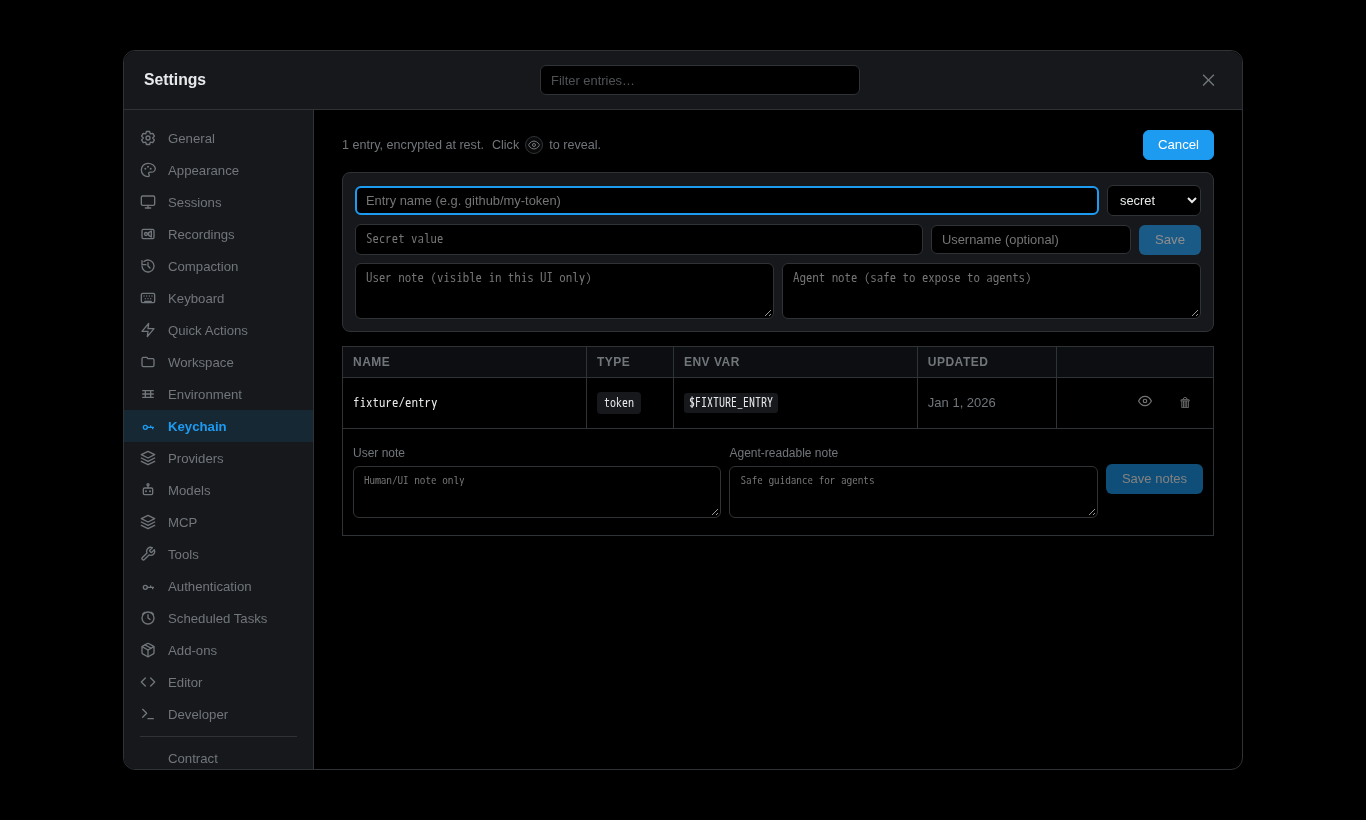 Settings
Filter entries…
General
Appearance
Sessions
Recordings
Compaction
Keyboard
Quick Actions
Workspace
Environment
Keychain
Providers
Models
MCP
Tools
Authentication
Scheduled Tasks
Add-ons
Editor
Developer
Contract
1 entry, encrypted at rest. Click to reveal.
Cancel
Entry name (e.g. github/my-token)
secret
Secret value
Username (optional)
Save
User note (visible in this UI only)
Agent note (safe to expose to agents)
NAME TYPE ENV VAR UPDATED
fixture/entry token $FIXTURE_ENTRY Jan 1, 2026
User note
Agent-readable note
Human/UI note only
Safe guidance for agents
Save notes